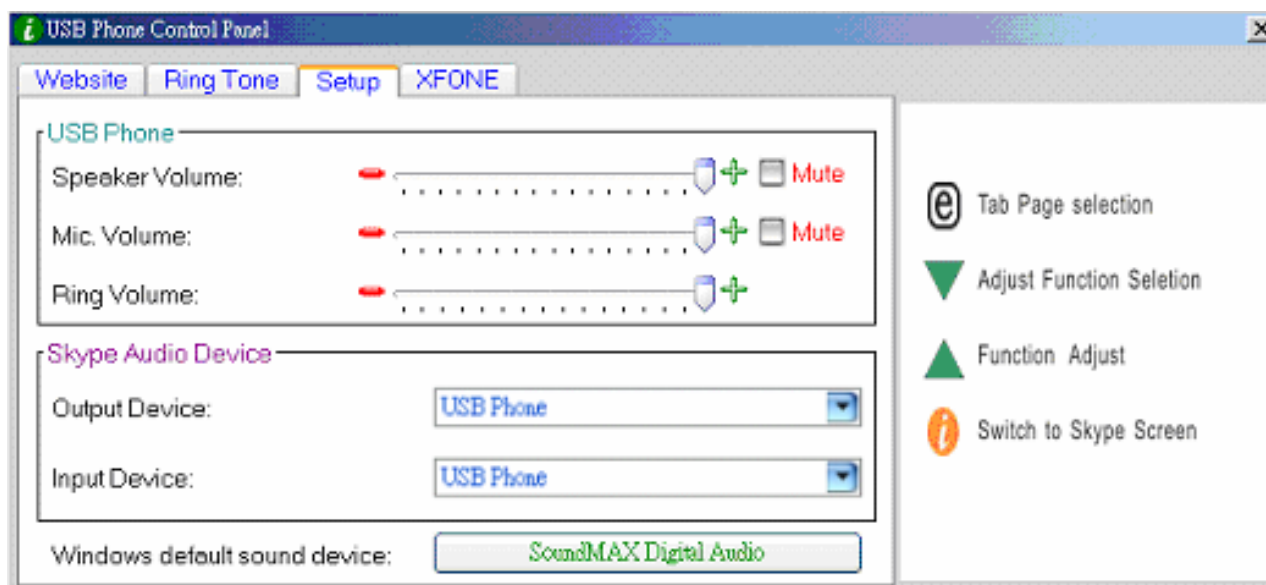 USB Phone Control Panel
Website Ring Tone Setup XFONE
USB Phone
Speaker Volume: Mute
Mic. Volume: Mute
Ring Volume:
Skype Audio Device
Output Device: USB Phone
Input Device: USB Phone
Windows default sound device: SoundMAX Digital Audio
e Tab Page selection
Adjust Function Seletion
Function Adjust
i Switch to Skype Screen